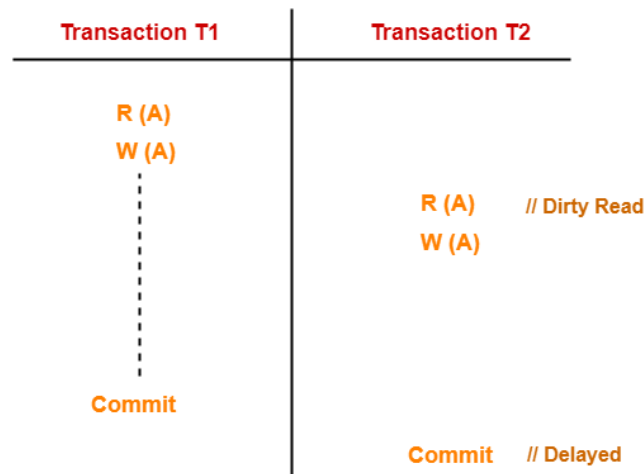 Transaction T1 Transaction T2
R (A)
W (A)
R (A) // Dirty Read
W (A)
Commit
Commit // Delayed